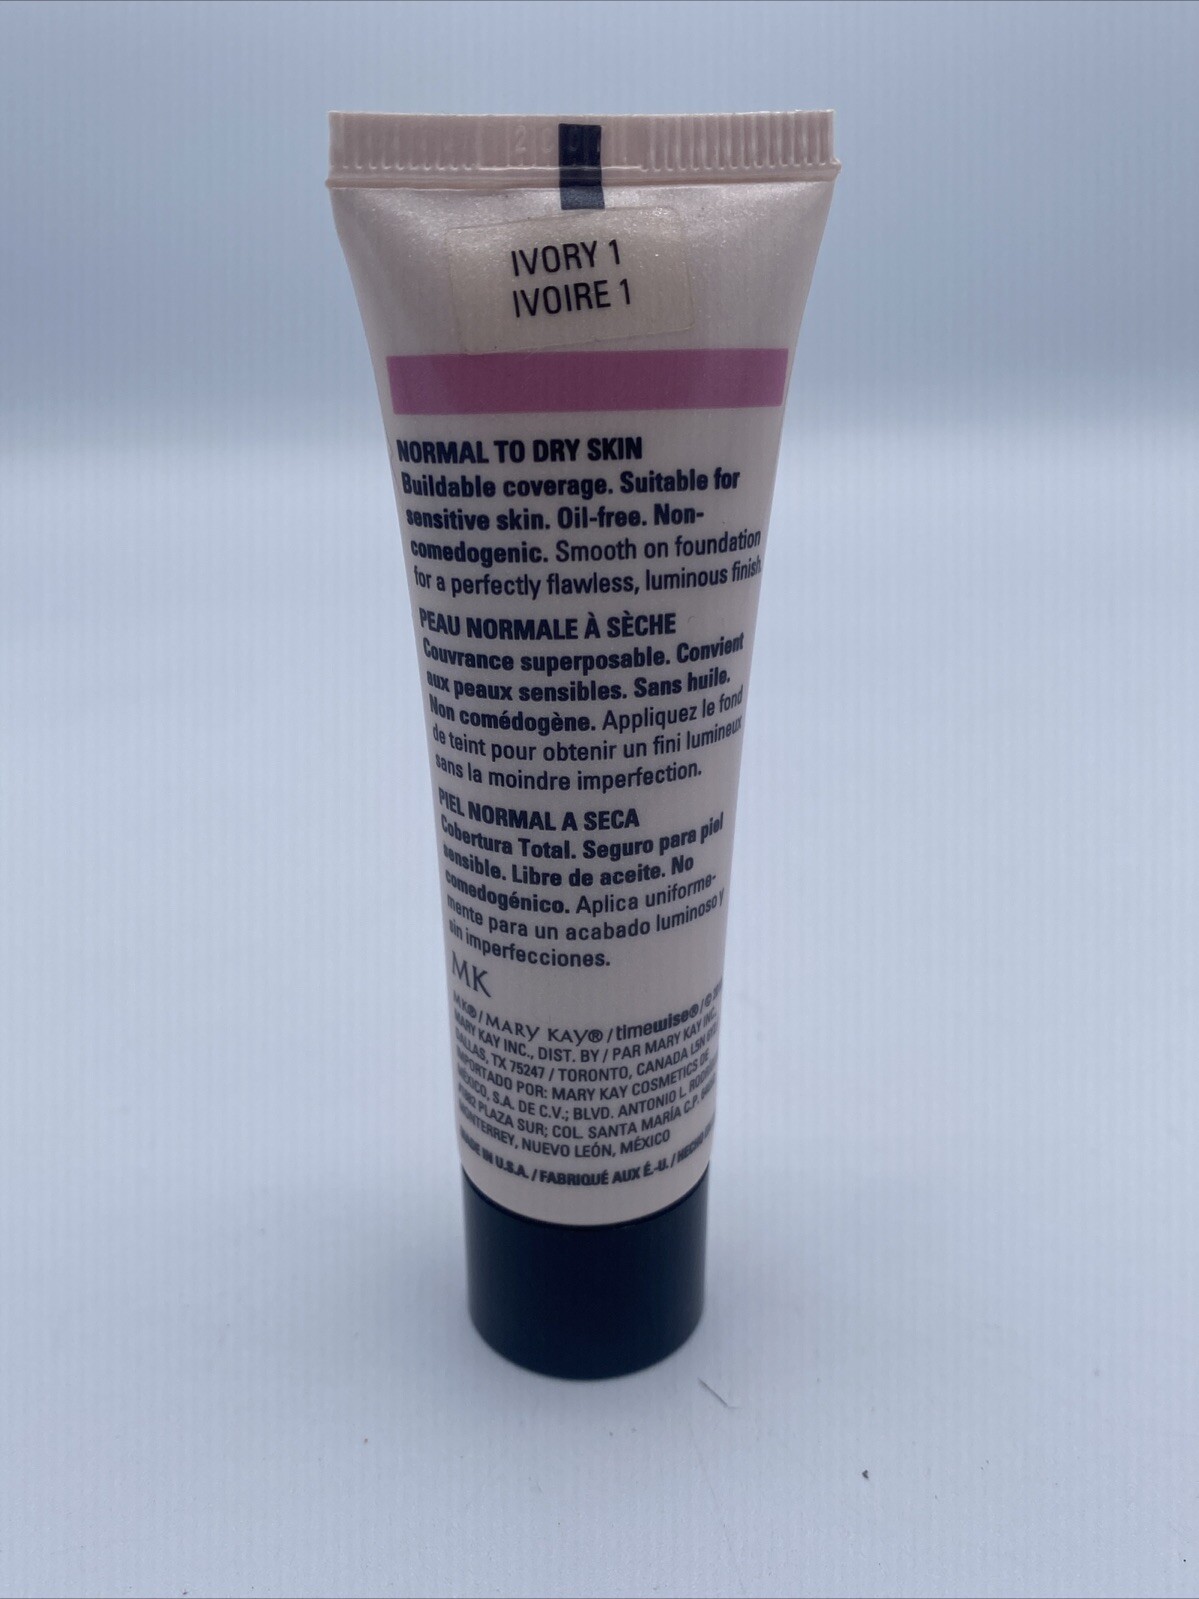 IVORY 1
IVOIRE 1
NORMAL TO DRY SKIN
Buildable coverage. Suitable for
sensitive skin. Oil-free. Non-
comedogenic. Smooth on foundation
for a perfectly flawless, luminous finish.
PEAU NORMALE À SÈCHE
Couvrance superposable. Convient
aux peaux sensibles. Sans huile.
Non comédogène. Appliquez le fond
de teint pour obtenir un fini lumineux
sans la moindre imperfection.
PIEL NORMAL A SECA
Cobertura Total. Seguro para piel
sensible. Libre de aceite. No
comedogénico. Aplica uniforme-
mente para un acabado luminoso y
sin imperfecciones.
MK
MK®/MARY KAY®/timewise®/©
MARY KAY INC., DIST. BY / PAR MARY KAY INC.
DALLAS, TX 75247 / TORONTO, CANADA L5N
IMPORTADO POR: MARY KAY COSMETICS DE
MÉXICO, S.A. DE C.V.; BLVD. ANTONIO L.
PLAZA SUR; COL. SANTA MARÍA C.P.
MONTERREY, NUEVO LEÓN, MÉXICO
MADE IN U.S.A. / FABRIQUÉ AUX É.-U. / HECHO